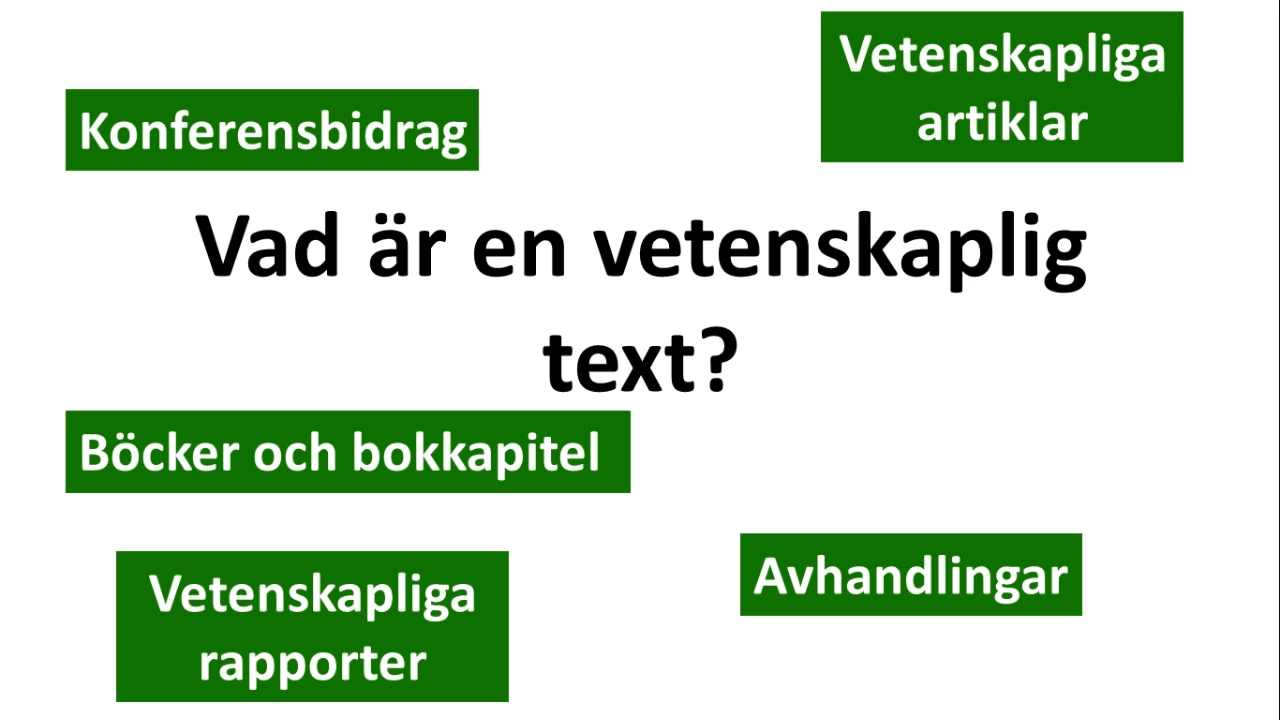 Vetenskapliga
artiklar
Konferensbidrag
Vad är en vetenskaplig
text?
Böcker och bokkapitel
Avhandlingar
Vetenskapliga
rapporter